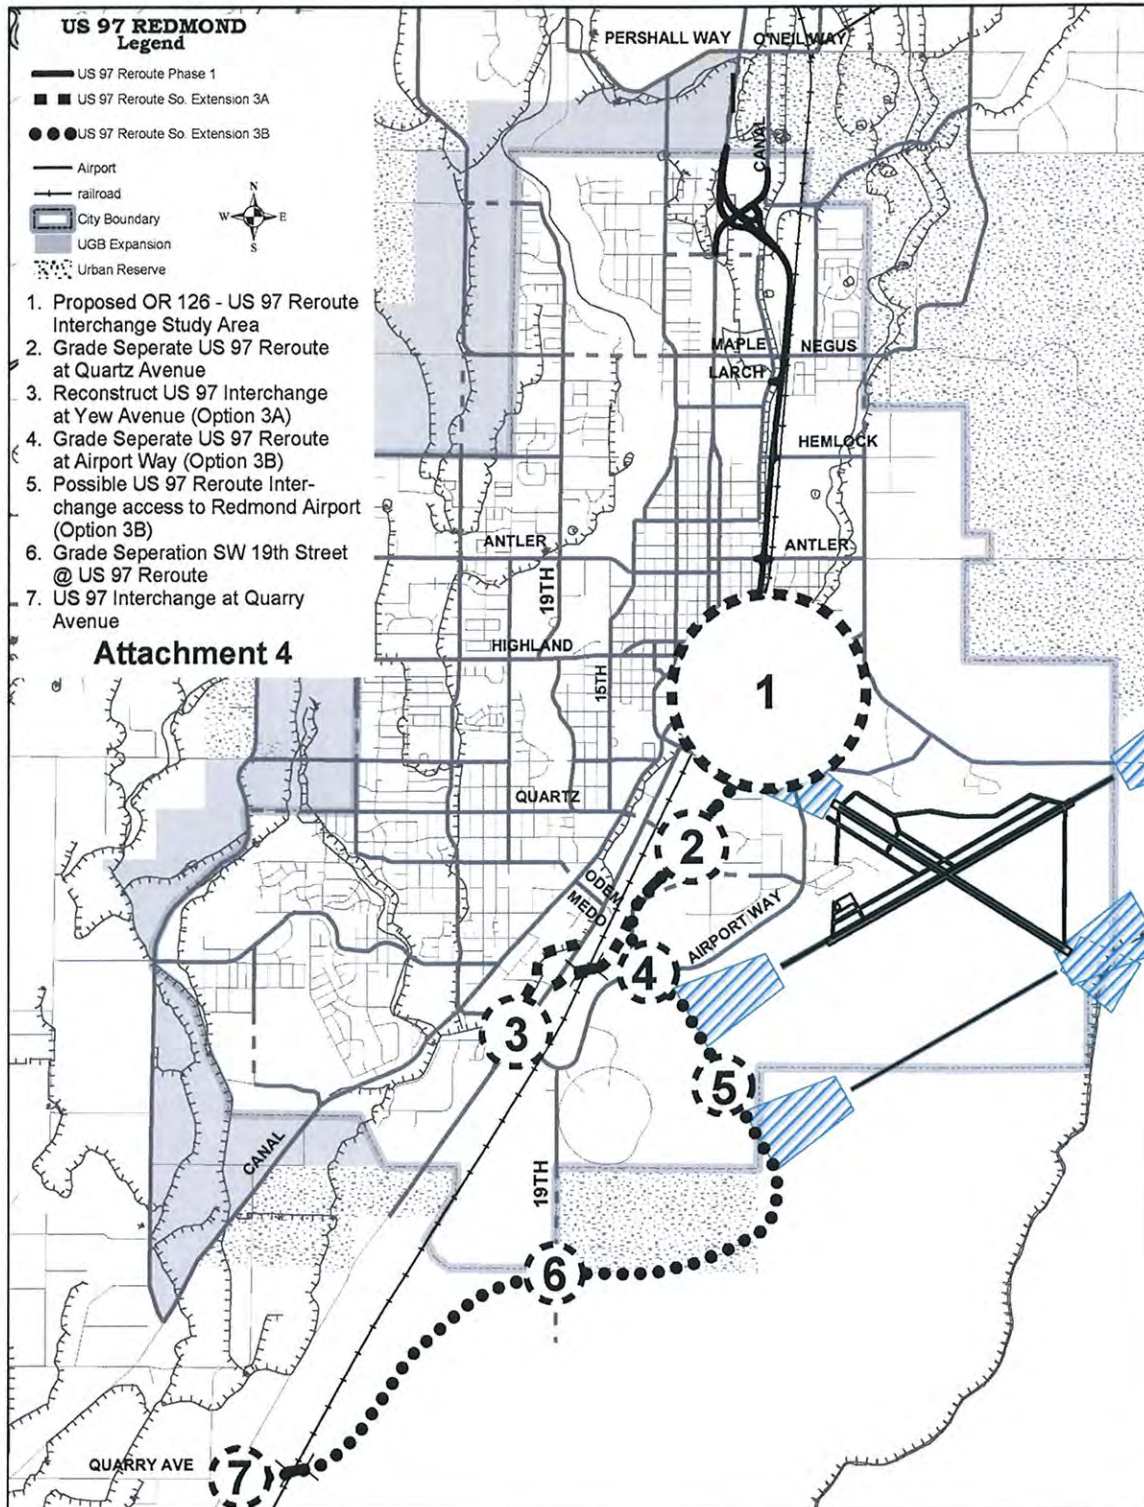 US 97 REDMOND
Legend
US 97 Reroute Phase 1
US 97 Reroute So. Extension 3A
US 97 Reroute So. Extension 3B
Airport
railroad
City Boundary
UGB Expansion
Urban Reserve
N
W E
S
1. Proposed OR 126 - US 97 Reroute
Interchange Study Area
2. Grade Seperate US 97 Reroute
at Quartz Avenue
3. Reconstruct US 97 Interchange
at Yew Avenue (Option 3A)
4. Grade Seperate US 97 Reroute
at Airport Way (Option 3B)
5. Possible US 97 Reroute Inter-
change access to Redmond Airport
(Option 3B)
6. Grade Seperation SW 19th Street
@ US 97 Reroute
7. US 97 Interchange at Quarry
Avenue
Attachment 4
PERSHALL WAY O'NEIL WAY
CANAL
MAPLE NEGUS
LARCH
HEMLOCK
ANTLER ANTLER
19TH
HIGHLAND
15TH
1
QUARTZ
2
ODEM
MEDO
AIRPORT WAY
4
3
5
CANAL
19TH
6
QUARRY AVE
7